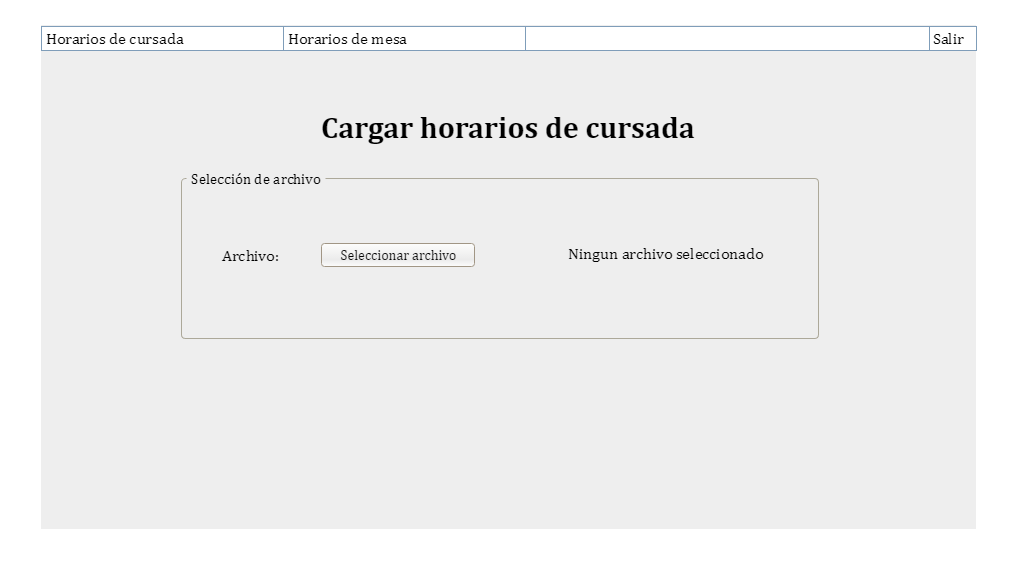 Horarios de cursada Horarios de mesa Salir
Cargar horarios de cursada
Selección de archivo
Archivo: Seleccionar archivo Ningun archivo seleccionado